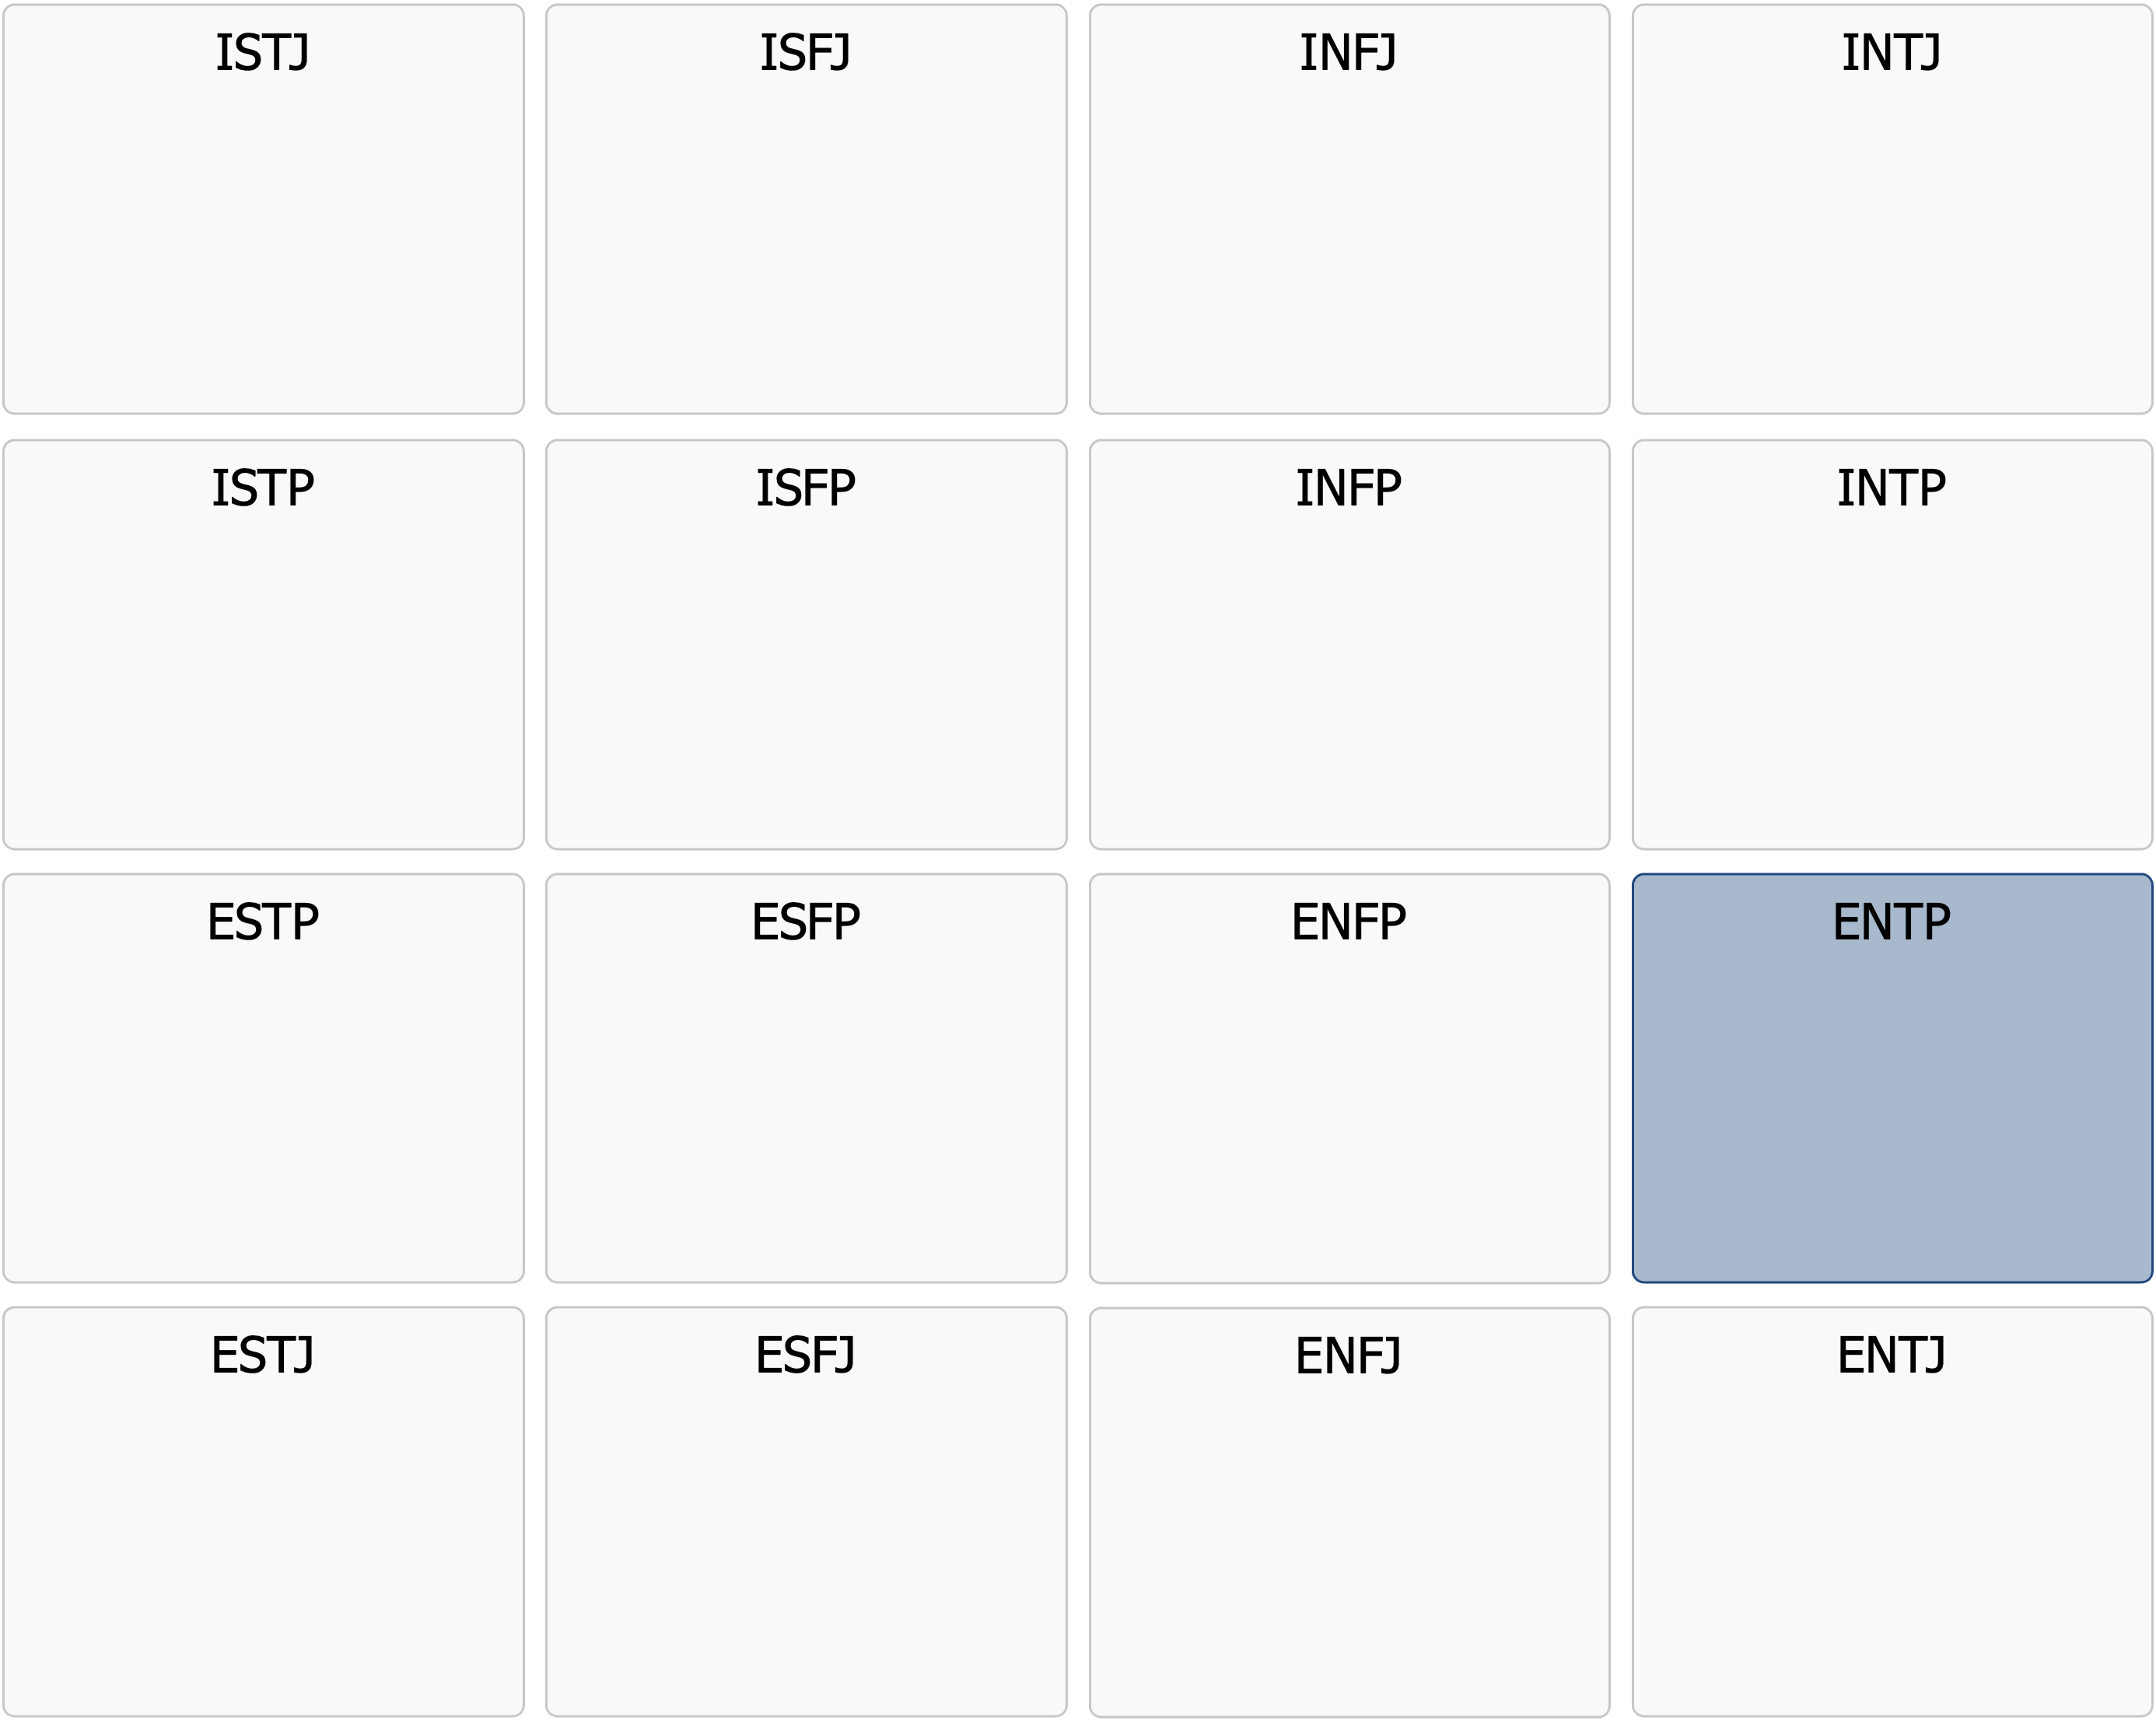 ISTJ ISFJ INFJ INTJ
ISTP ISFP INFP INTP
ESTP ESFP ENFP ENTP
ESTJ ESFJ ENFJ ENTJ